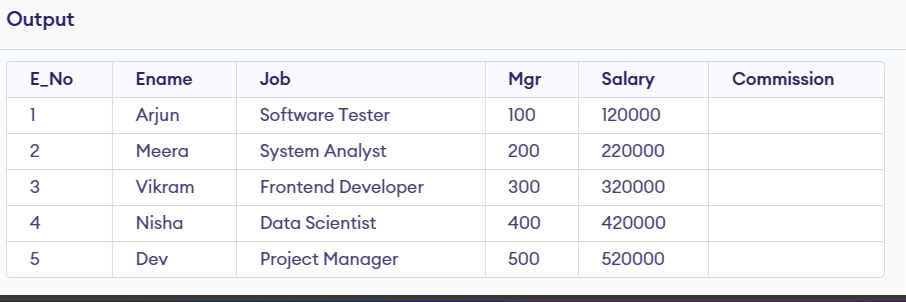 Output
E_No Ename Job Mgr Salary Commission
1 Arjun Software Tester 100 120000
2 Meera System Analyst 200 220000
3 Vikram Frontend Developer 300 320000
4 Nisha Data Scientist 400 420000
5 Dev Project Manager 500 520000